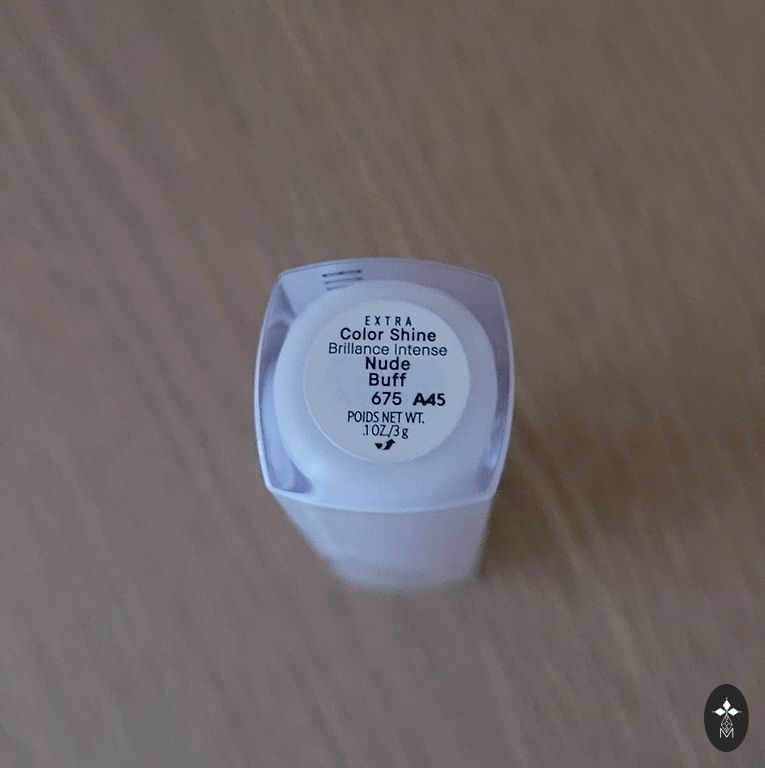 EXTRA
Color Shine
Brillance Intense
Nude
Buff
675 A45
POIDS NET WT.
.1 OZ./3 g
M